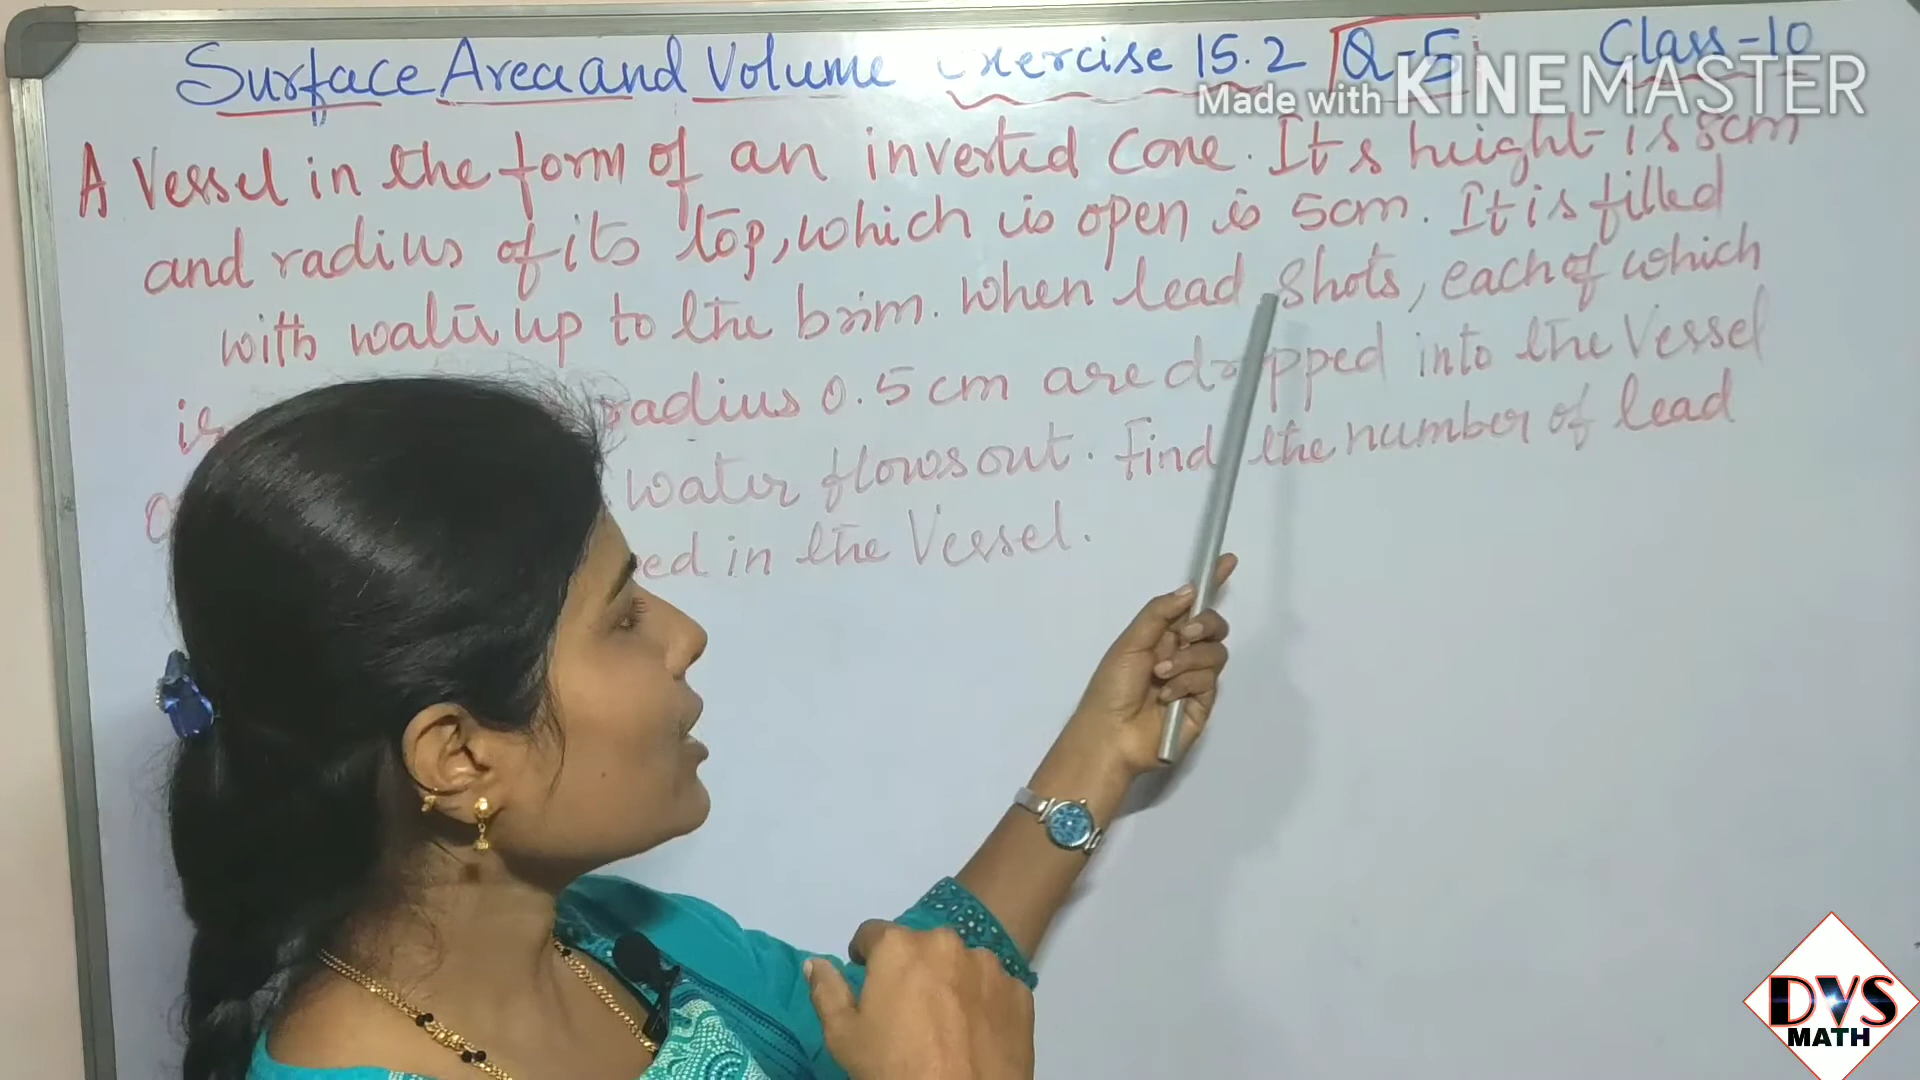 Surface Area and Volume Exercise 15.2 Q-5 Class-10
Made with KINEMASTER
A Vessel in the form of an inverted Cone. Its height is 8cm
and radius of its top, which is open is 5cm. It is filled
with water up to the brim. When lead shots, each of which
is radius 0.5cm are dropped into the Vessel
water flows out. Find the number of lead
ed in the Vessel.
DVS
MATH